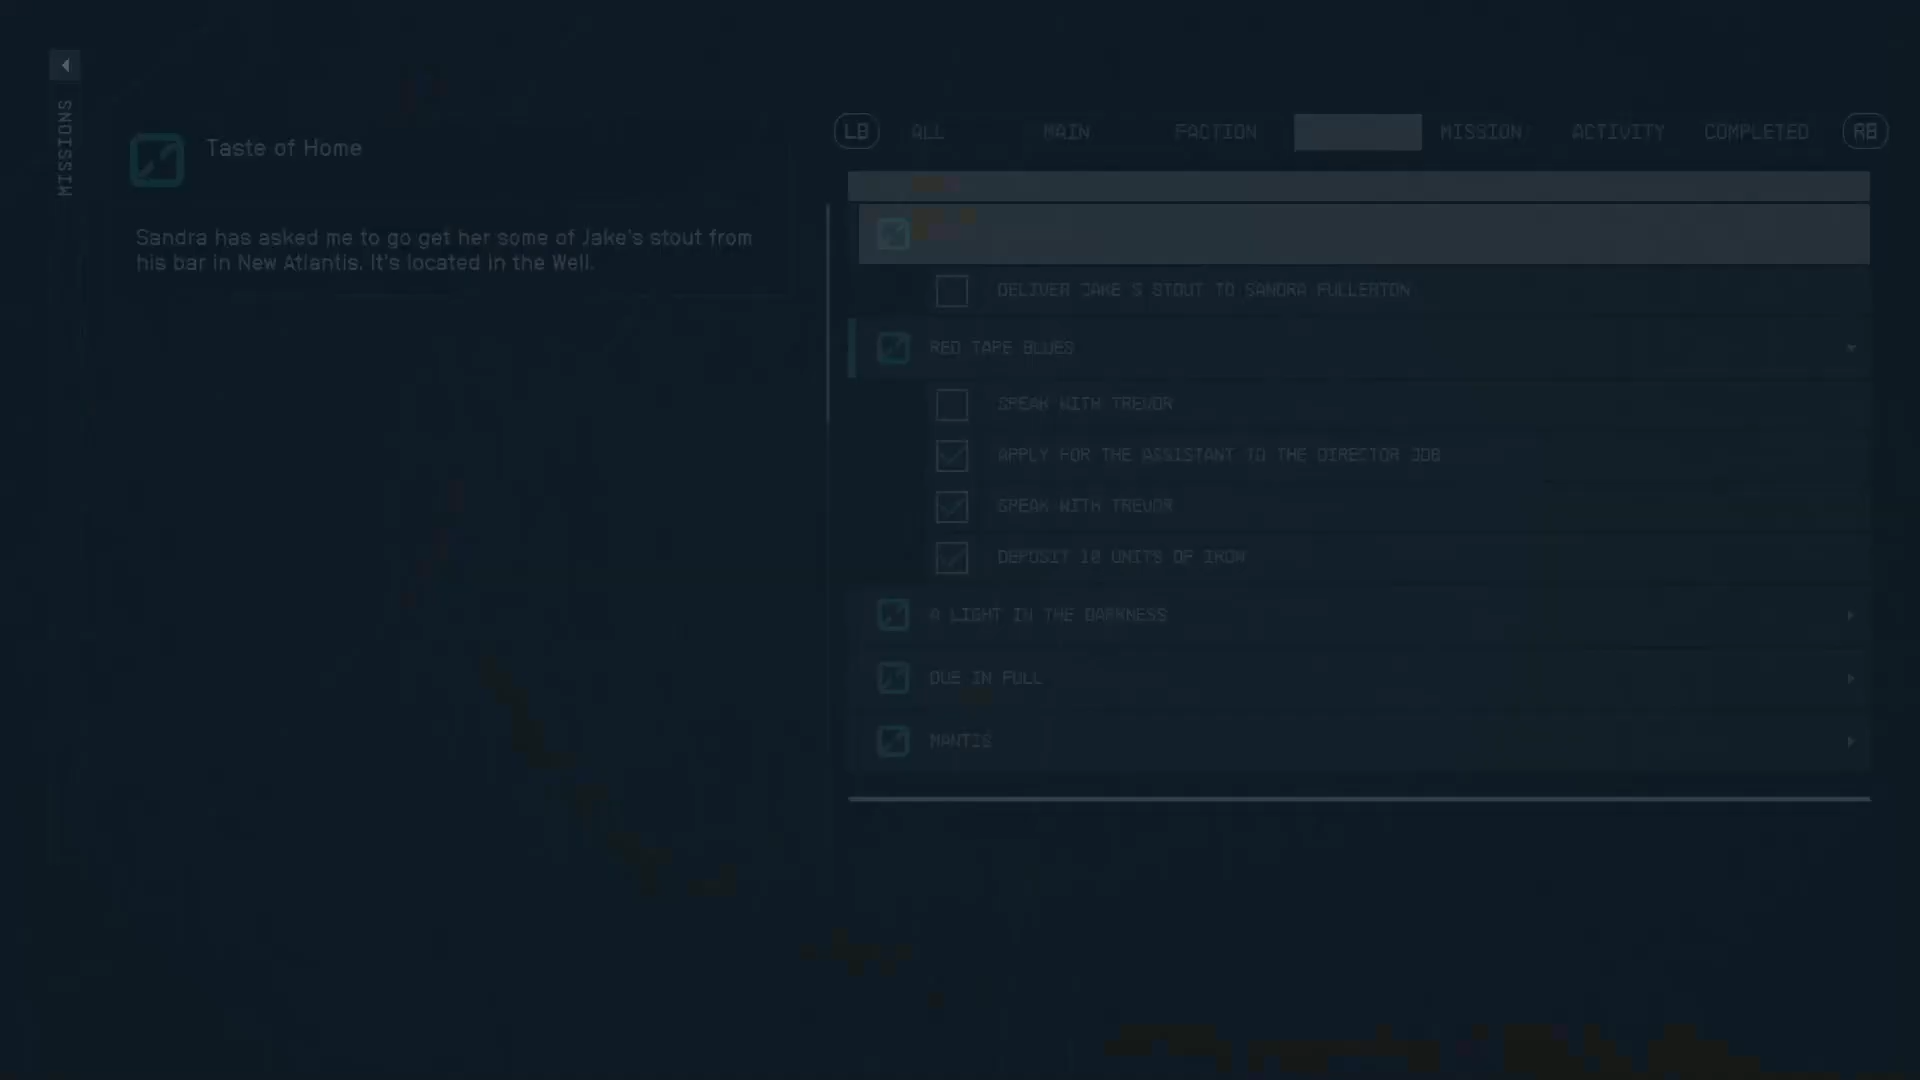 MISSIONS
Taste of Home
Sandra has asked me to go get her some of Jake's stout from
his bar in New Atlantis. It's located in the Well.
LB ALL MAIN FACTION MISSION ACTIVITY COMPLETED RB
DELIVER JAKE S STOUT TO SANDRA FULLERTON
RED TAPE BLUES
SPEAK WITH TREVOR
APPLY FOR THE ASSISTANT TO THE DIRECTOR JOB
SPEAK WITH TREVOR
DEPOSIT 10 UNITS OF IRON
A LIGHT IN THE DARKNESS
DUE IN FULL
MANTIS